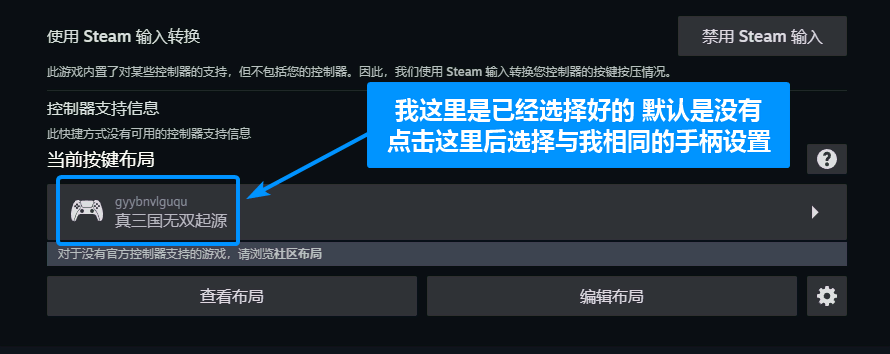 使用 Steam 输入转换
禁用 Steam 输入
此游戏内置了对某些控制器的支持，但不包括您的控制器。因此，我们使用 Steam 输入转换您控制器的按键按压情况。
控制器支持信息
此快捷方式没有可用的控制器支持信息
我这里是已经选择好的 默认是没有
点击这里后选择与我相同的手柄设置
当前按键布局
gyybnvlguqu
真三国无双起源
对于没有官方控制器支持的游戏，请浏览社区布局
查看布局
编辑布局